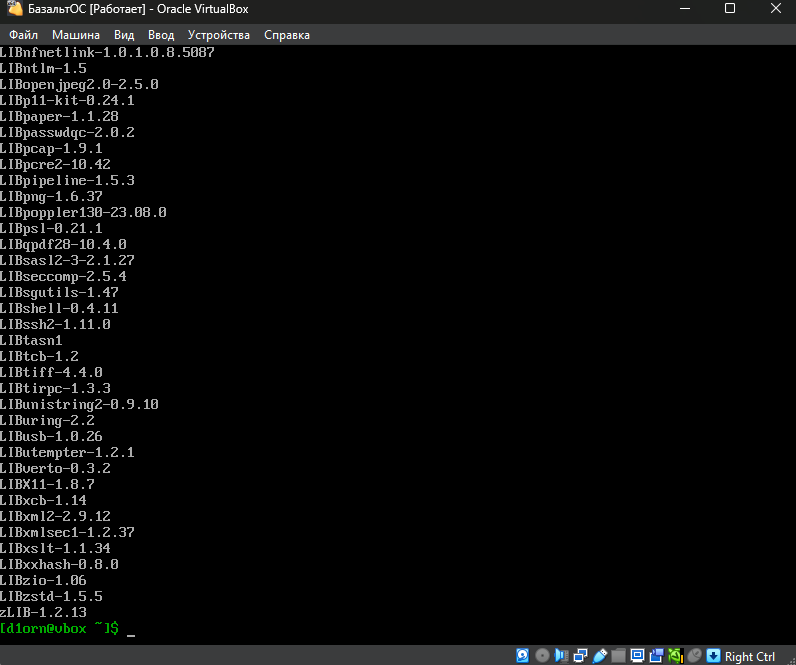 БазальтОС [Работает] - Oracle VirtualBox
Файл Машина Вид Ввод Устройства Справка
LIBnfnetlink-1.0.1.0.8.5087
LIBntlm-1.5
LIBopenjpeg2.0-2.5.0
LIBp11-kit-0.24.1
LIBpaper-1.1.28
LIBpasswdqc-2.0.2
LIBpcap-1.9.1
LIBpcre2-10.42
LIBpipeline-1.5.3
LIBpng-1.6.37
LIBpoppler130-23.08.0
LIBpsl-0.21.1
LIBqpdf28-10.4.0
LIBsasl2-3-2.1.27
LIBseccomp-2.5.4
LIBsgutils-1.47
LIBshell-0.4.11
LIBssh2-1.11.0
LIBtasn1
LIBtcb-1.2
LIBtiff-4.4.0
LIBtirpc-1.3.3
LIBunistring2-0.9.10
LIBuring-2.2
LIBusb-1.0.26
LIButempter-1.2.1
LIBverto-0.3.2
LIBX11-1.8.7
LIBxcb-1.14
LIBxml2-2.9.12
LIBxmlsec1-1.2.37
LIBxslt-1.1.34
LIBxxhash-0.8.0
LIBzio-1.06
LIBzstd-1.5.5
zLIB-1.2.13
[d1orn@vbox ~]$ _
Right Ctrl